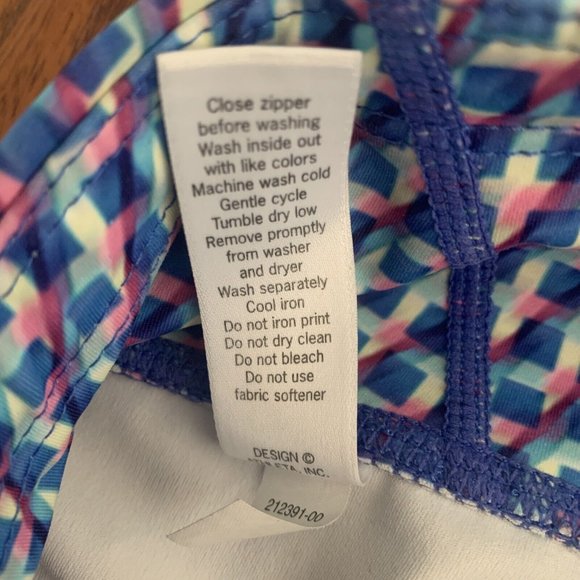 Close zipper
before washing
Wash inside out
with like colors
Machine wash cold
Gentle cycle
Tumble dry low
Remove promptly
from washer
and dryer
Wash separately
Cool iron
Do not iron print
Do not dry clean
Do not bleach
Do not use
fabric softener
DESIGN ©
ATHLETA, INC.
212391-00